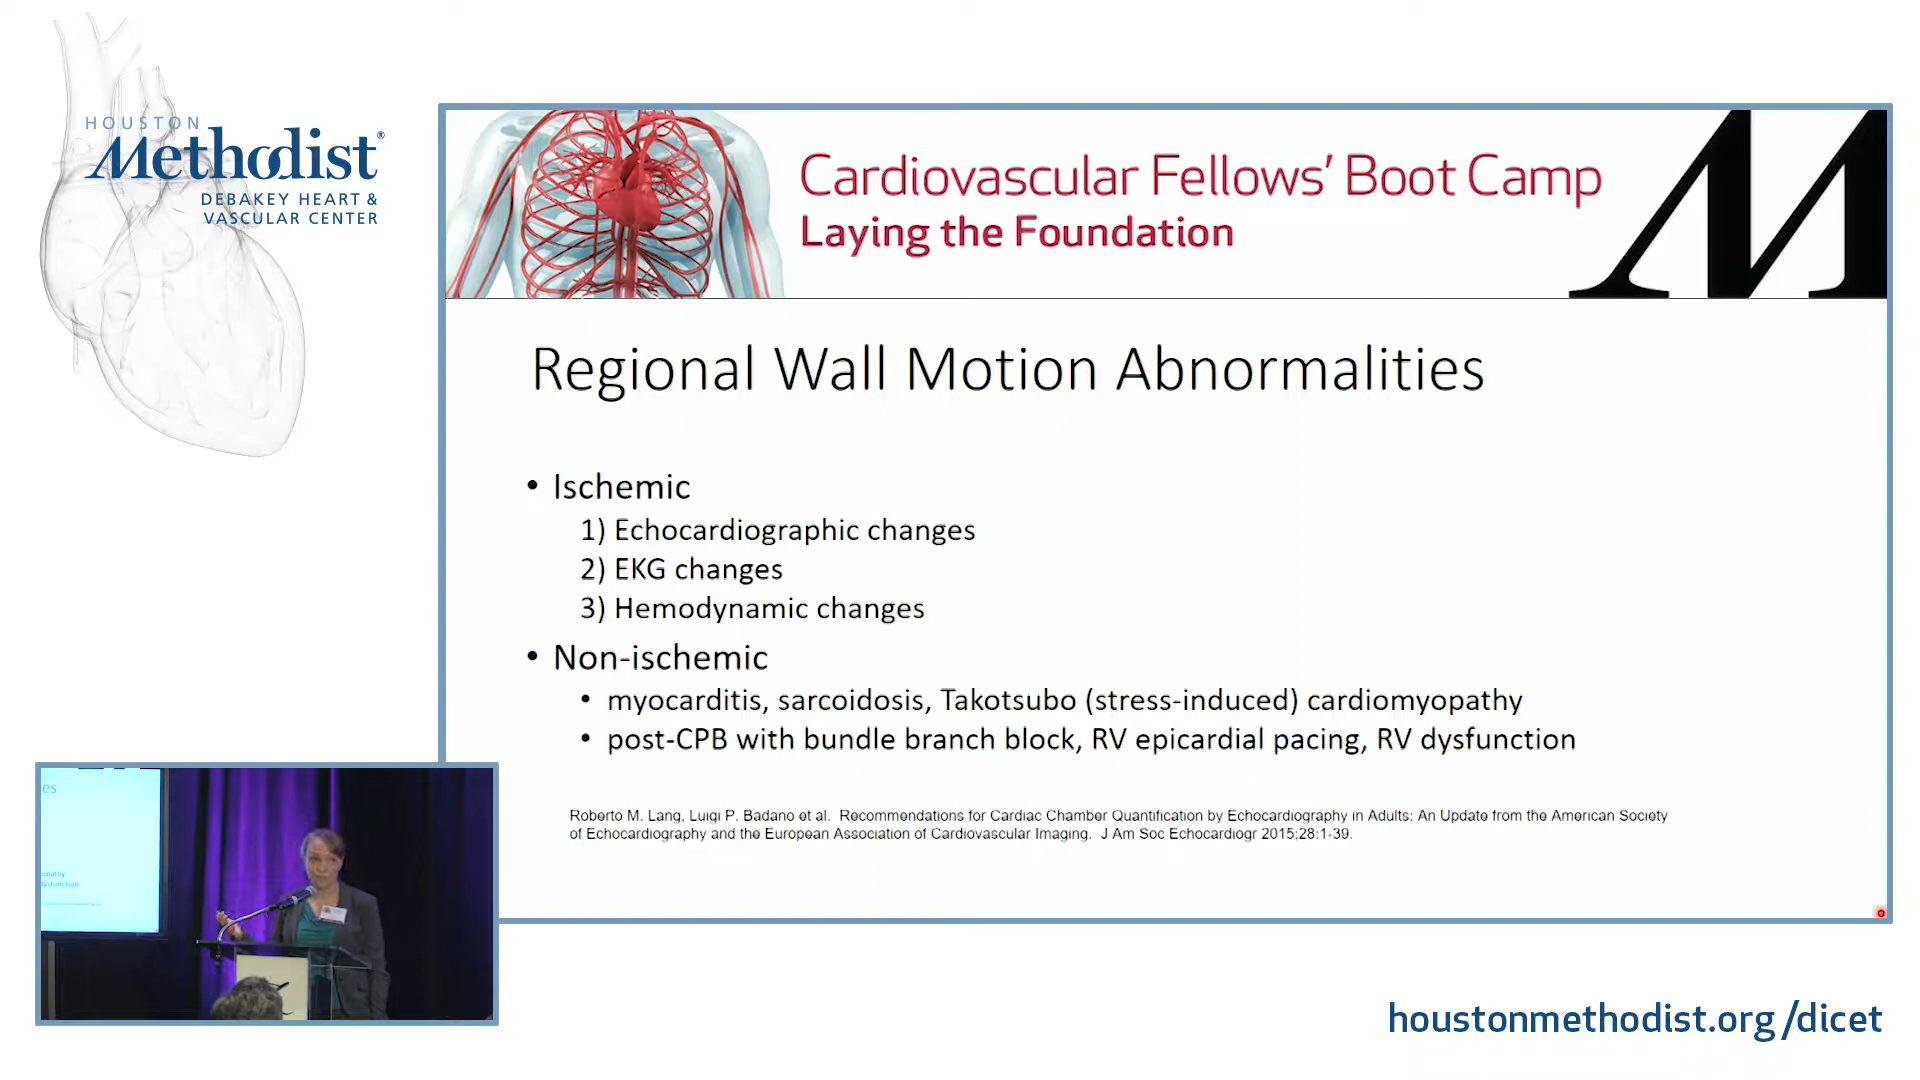 HOUSTON
Methodist®
DEBAKEY HEART &
VASCULAR CENTER
Cardiovascular Fellows’ Boot Camp
Laying the Foundation
M
Regional Wall Motion Abnormalities
• Ischemic
1) Echocardiographic changes
2) EKG changes
3) Hemodynamic changes
• Non-ischemic
• myocarditis, sarcoidosis, Takotsubo (stress-induced) cardiomyopathy
• post-CPB with bundle branch block, RV epicardial pacing, RV dysfunction
Roberto M. Lang, Luigi P. Badano et al. Recommendations for Cardiac Chamber Quantification by Echocardiography in Adults: An Update from the American Society
of Echocardiography and the European Association of Cardiovascular Imaging. J Am Soc Echocardiogr 2015;28:1-39.
es
opathy
dysfunction
houstonmethodist.org/dicet